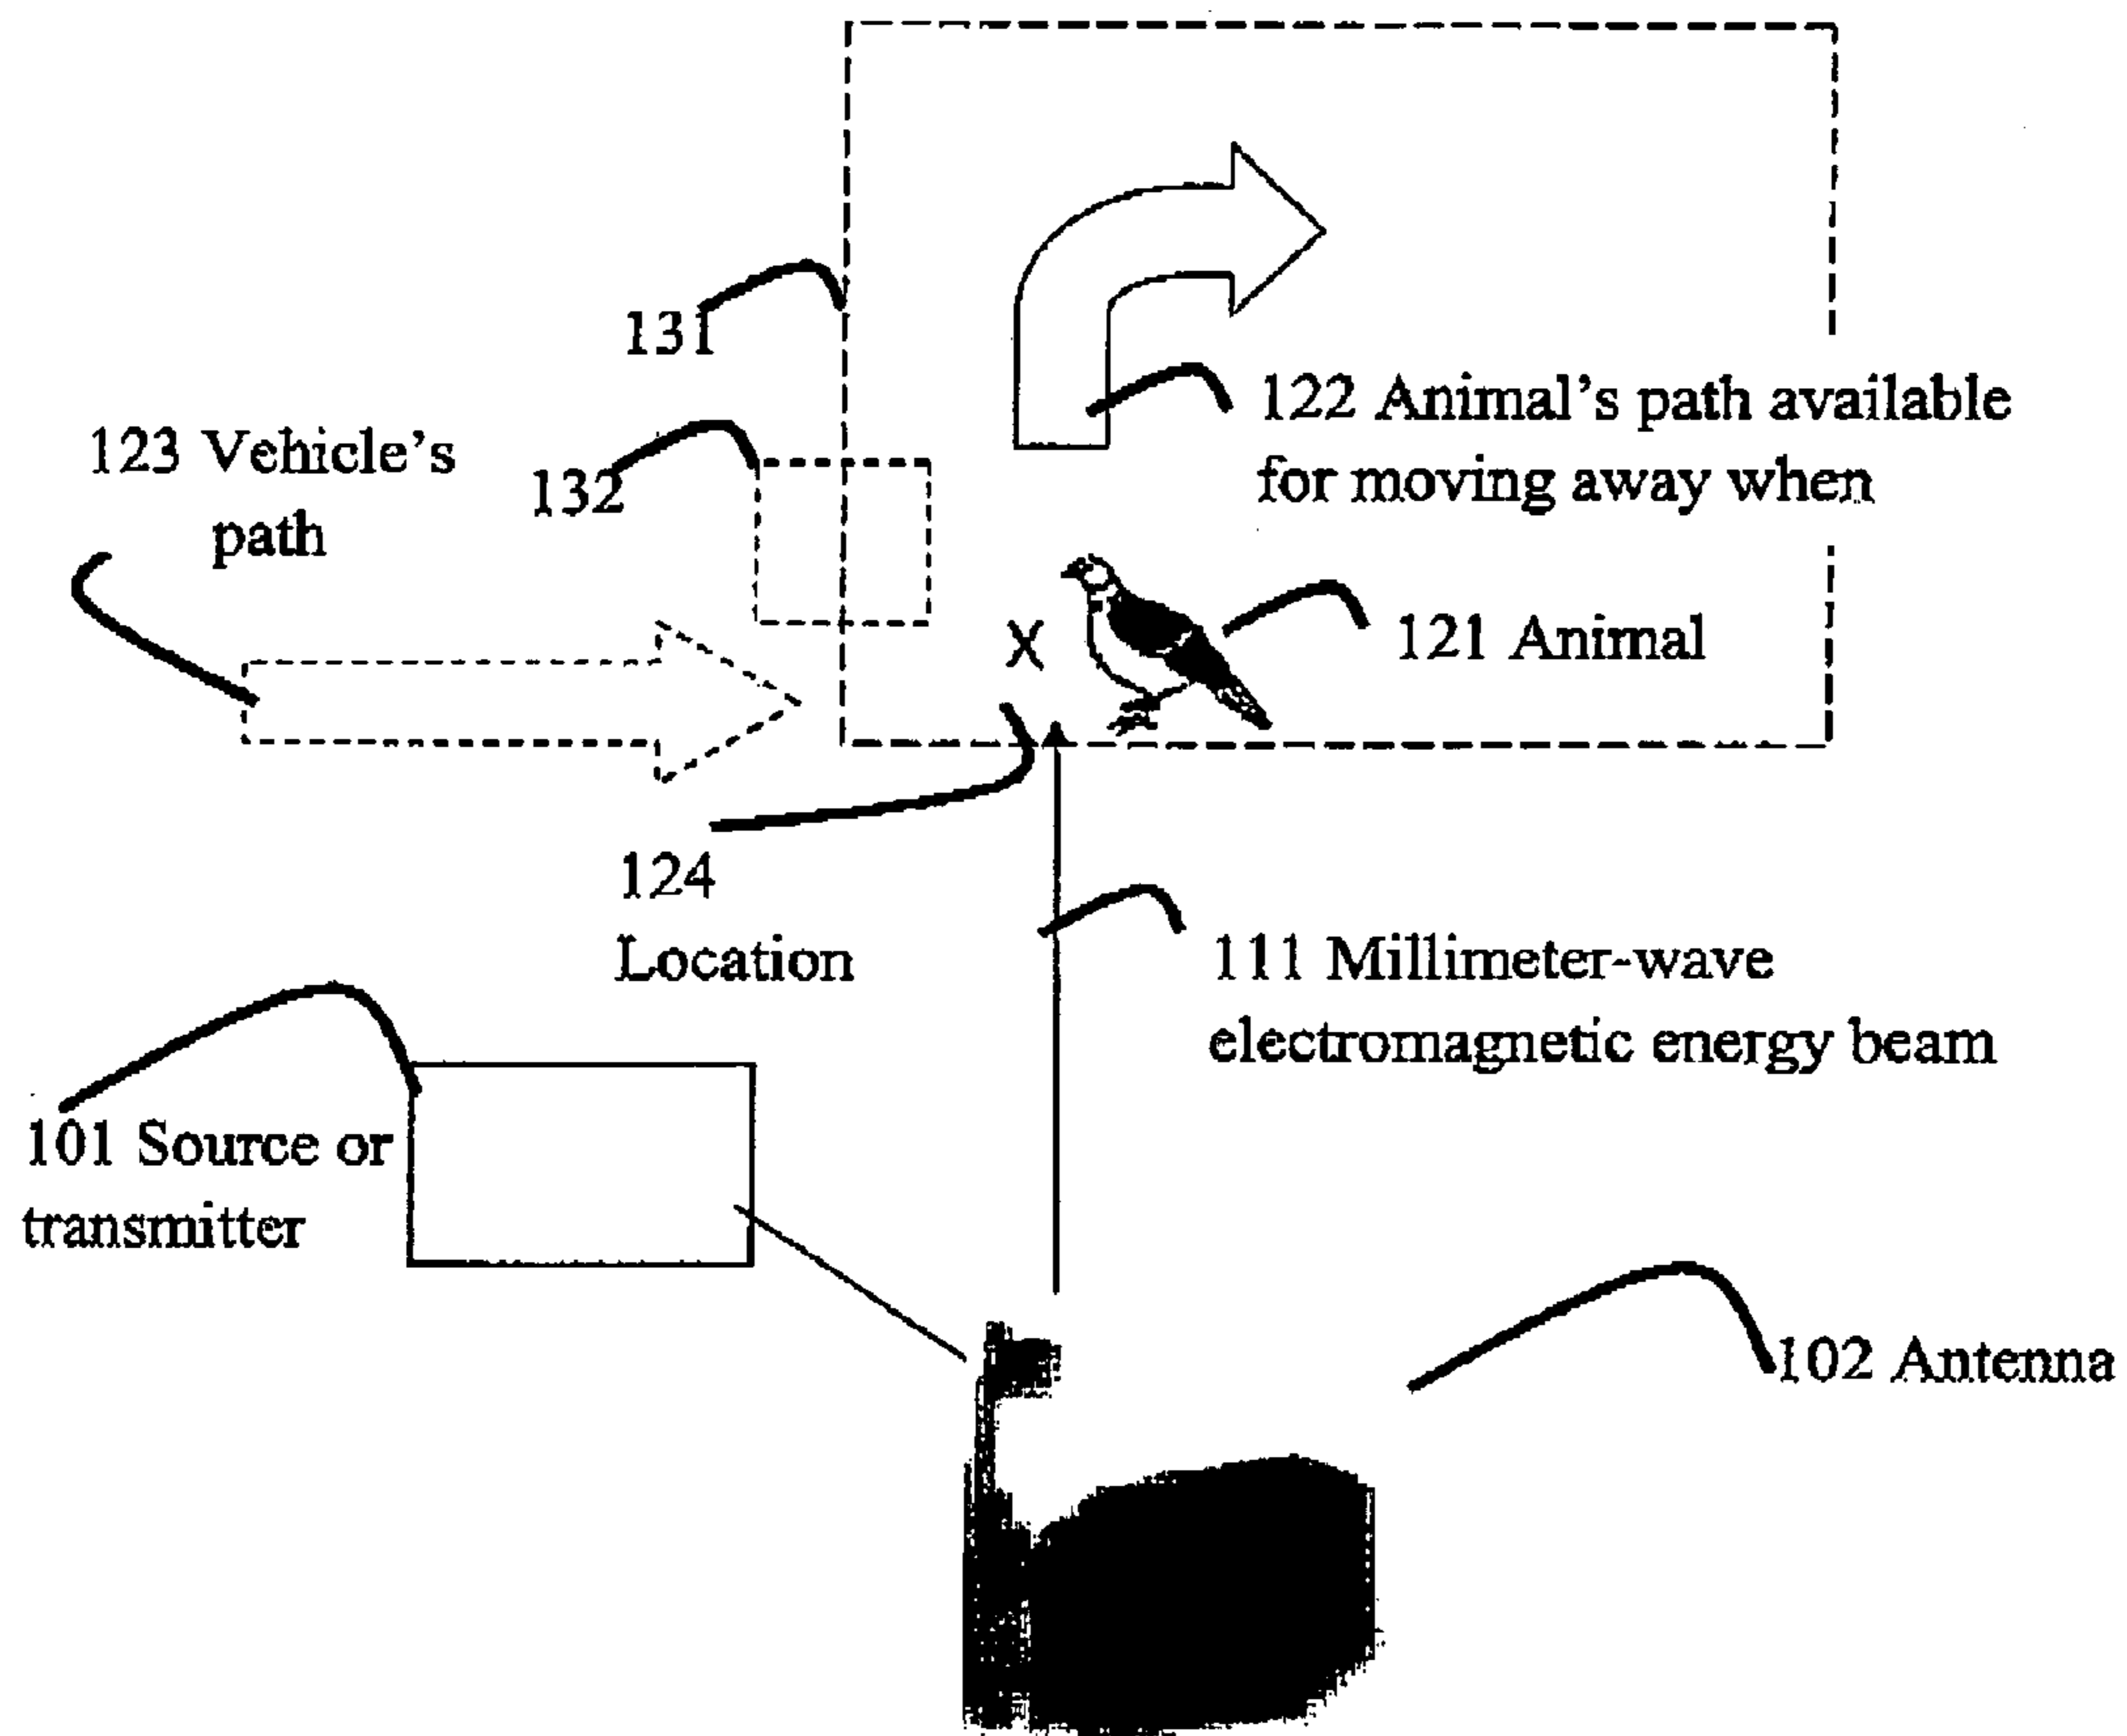 131
122 Animal's path available
for moving away when
123 Vehicle's
path
132
X
121 Animal
124
Location
111 Millimeter-wave
electromagnetic energy beam
101 Source or
transmitter
102 Antenna